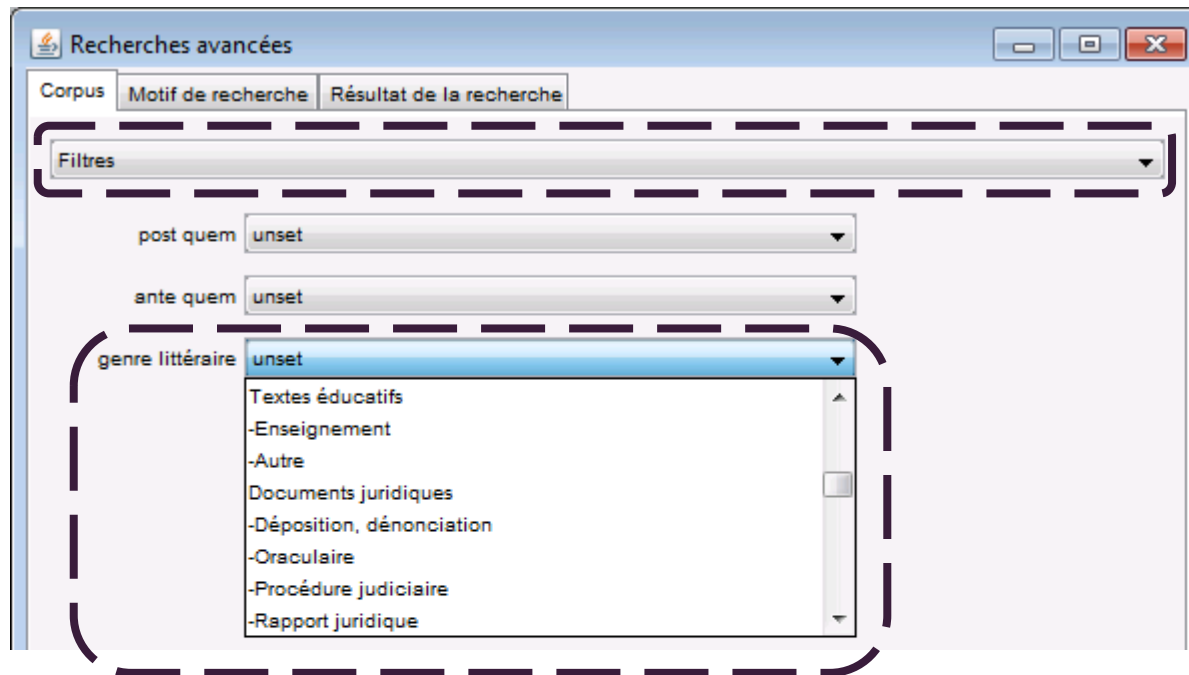 Recherches avancées
Corpus Motif de recherche Résultat de la recherche
Filtres
post quem unset
ante quem unset
genre littéraire unset
Textes éducatifs
-Enseignement
-Autre
Documents juridiques
-Déposition, dénonciation
-Oraculaire
-Procédure judiciaire
-Rapport juridique